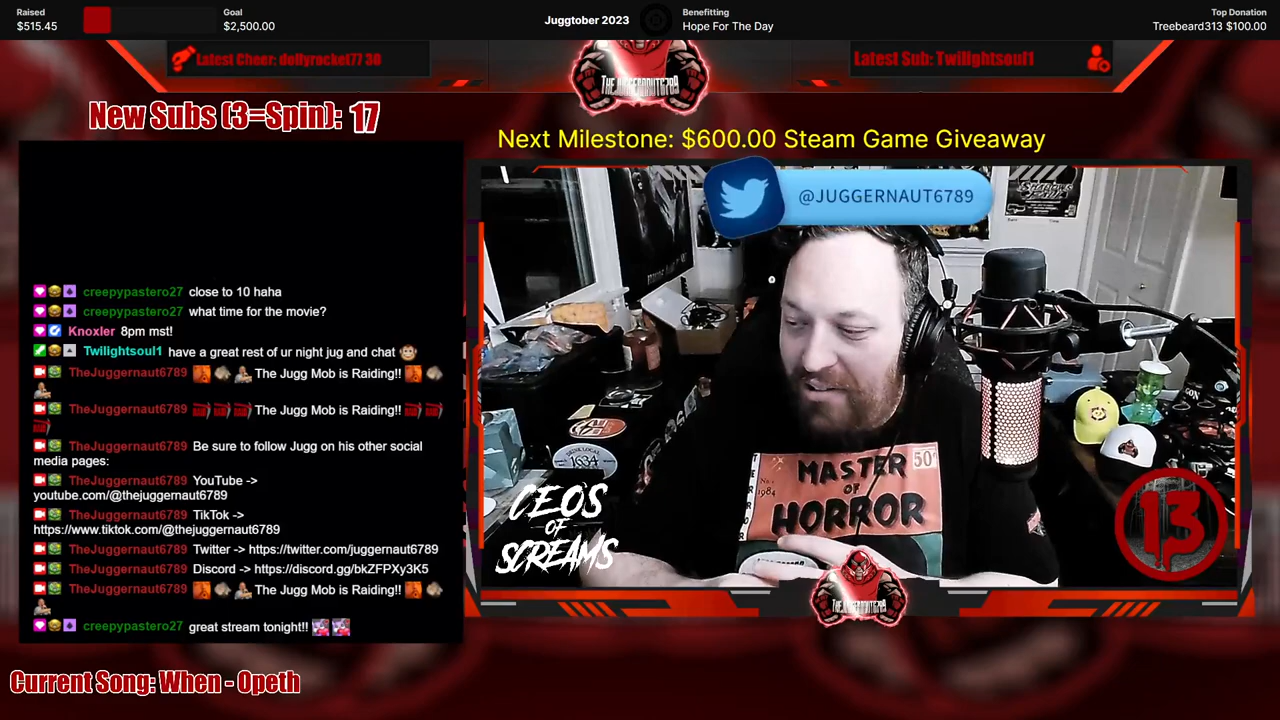 Raised
$515.45
Goal
$2,500.00
Juggtober 2023
Benefitting
Hope For The Day
Top Donation
Treebeard313 $100.00
Latest Cheer: dollyrocket77 38
THEJUGGERNAUT6789
Latest Sub: Twilightsoul1
New Subs (3=Spin): 17
Next Milestone: $600.00 Steam Game Giveaway
@JUGGERNAUT6789
creepypastero27 close to 10 haha
creepypastero27 what time for the movie?
Knoxler 8pm mst!
Twilightsoul1 have a great rest of ur night jug and chat
TheJuggernaut6789 The Jugg Mob is Raiding!!
TheJuggernaut6789 The Jugg Mob is Raiding!!
TheJuggernaut6789 Be sure to follow Jugg on his other social
media pages:
TheJuggernaut6789 YouTube ->
youtube.com/@thejuggernaut6789
TheJuggernaut6789 TikTok ->
https://www.tiktok.com/@thejuggernaut6789
TheJuggernaut6789 Twitter -> https://twitter.com/juggernaut6789
TheJuggernaut6789 Discord -> https://discord.gg/bkZFPXy3K5
TheJuggernaut6789 The Jugg Mob is Raiding!!
creepypastero27 great stream tonight!!
1634
MASTER
OF
HORROR
50¢
1984
CEOS
OF
SCREAMS
13
THEJUGGERNAUT6789
Current Song: When - Opeth